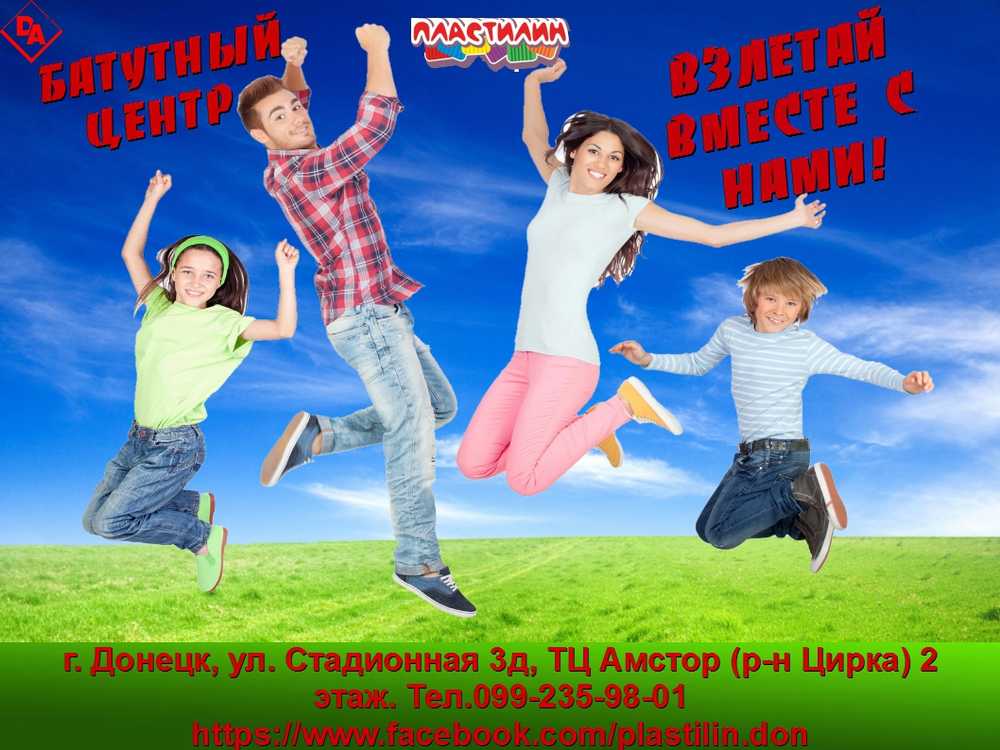 DA
БАТУТНЫЙ
ЦЕНТР
ПЛАСТИЛИН
ВЗЛЕТАЙ
ВМЕСТЕ С
НАМИ!
г. Донецк, ул. Стадионная 3д, ТЦ Амстор (р-н Цирка) 2
этаж. Тел.099-235-98-01
https://www.facebook.com/plastilin.don